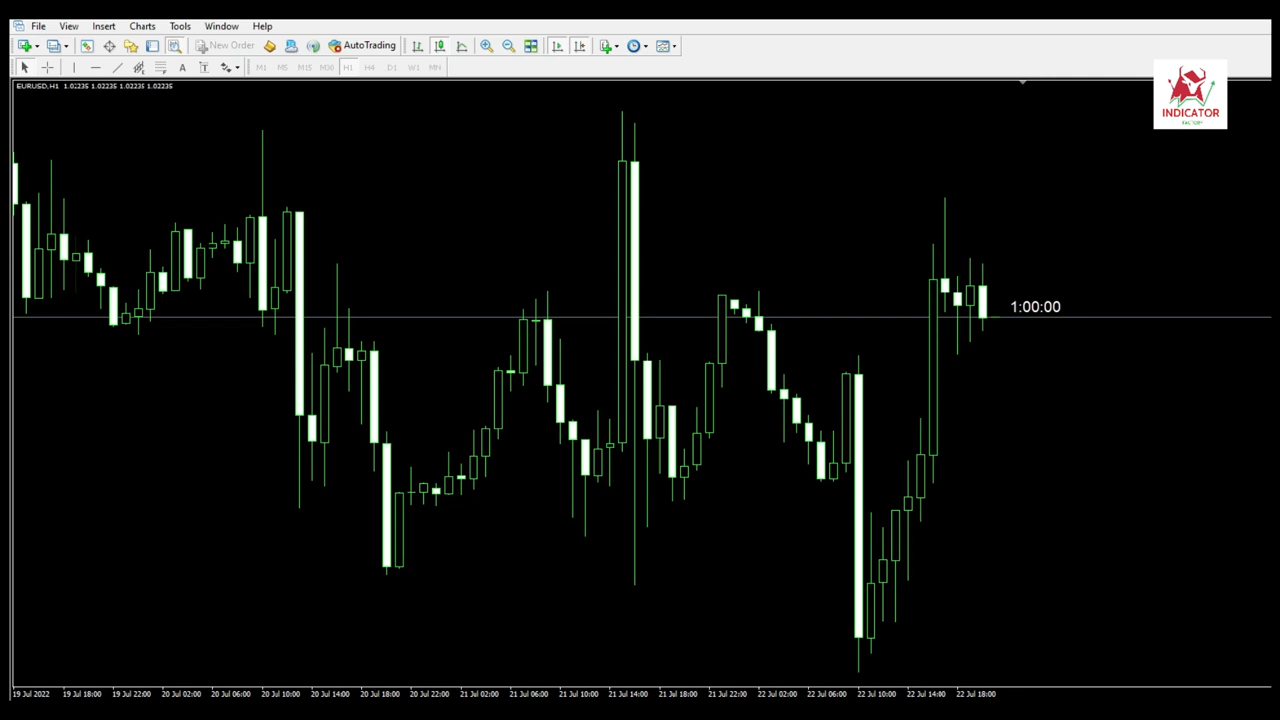 File View Insert Charts Tools Window Help
New Order AutoTrading
M1 M5 M15 M30 H1 H4 D1 W1 MN
EURUSD,H1 1.02235 1.02235 1.02235 1.02235
INDICATOR
FACTORY
1:00:00
19 Jul 2022 19 Jul 18:00 19 Jul 22:00 20 Jul 02:00 20 Jul 06:00 20 Jul 10:00 20 Jul 14:00 20 Jul 18:00 20 Jul 22:00 21 Jul 02:00 21 Jul 06:00 21 Jul 10:00 21 Jul 14:00 21 Jul 18:00 21 Jul 22:00 22 Jul 02:00 22 Jul 06:00 22 Jul 10:00 22 Jul 14:00 22 Jul 18:00